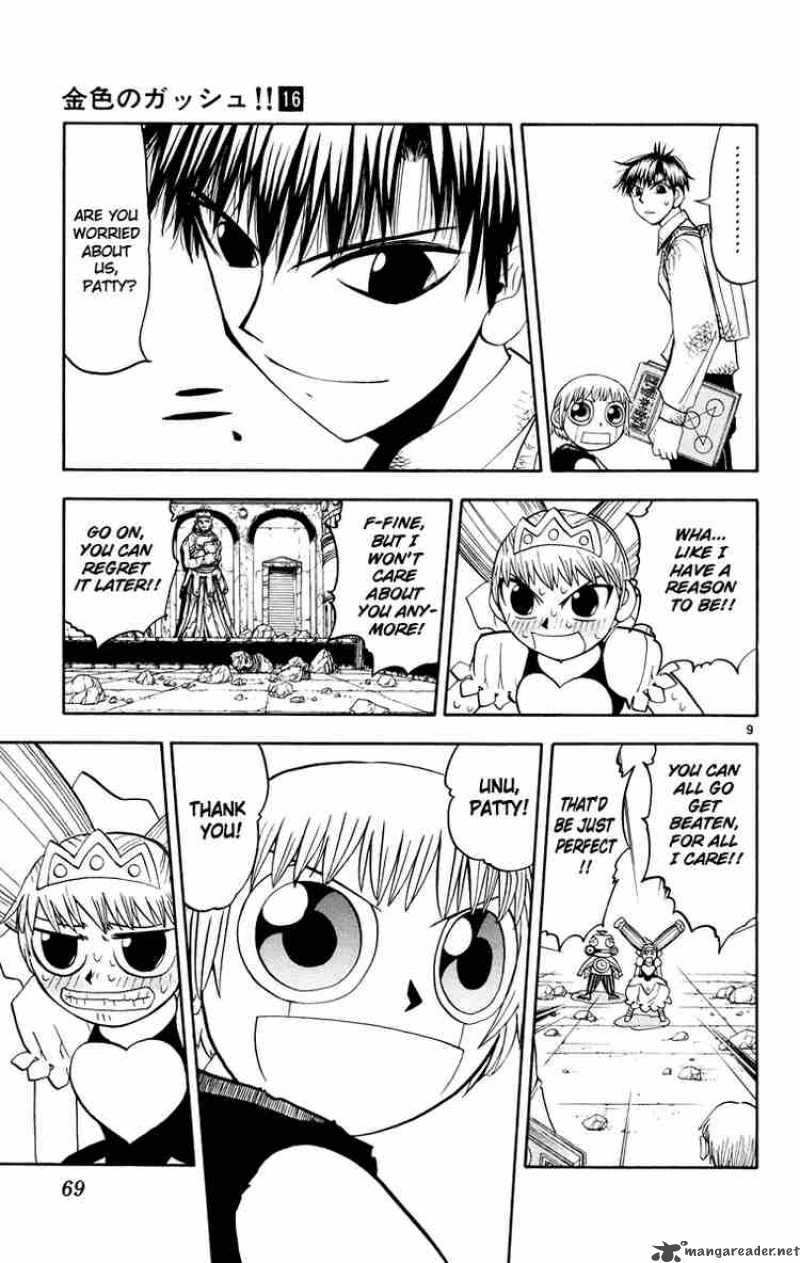 金色のガッシュ!! 16
‥‥‥‥
ARE YOU
WORRIED
ABOUT
US,
PATTY?
WHA...
LIKE I
HAVE A
REASON
TO BE!!
F-FINE,
BUT I
WON'T
CARE
ABOUT
YOU ANY-
MORE!
GO ON,
YOU CAN
REGRET
IT LATER!!
9
YOU CAN
ALL GO
GET
BEATEN,
FOR ALL
I CARE!!
THAT'D
BE JUST
PERFECT
!!
UNU,
PATTY!
THANK
YOU!
69
mangareader.net